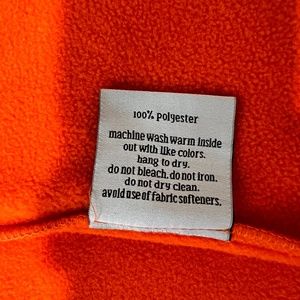 100% polyester
machine wash warm inside
out with like colors.
hang to dry.
do not bleach. do not iron.
do not dry clean.
avoid use of fabric softeners.